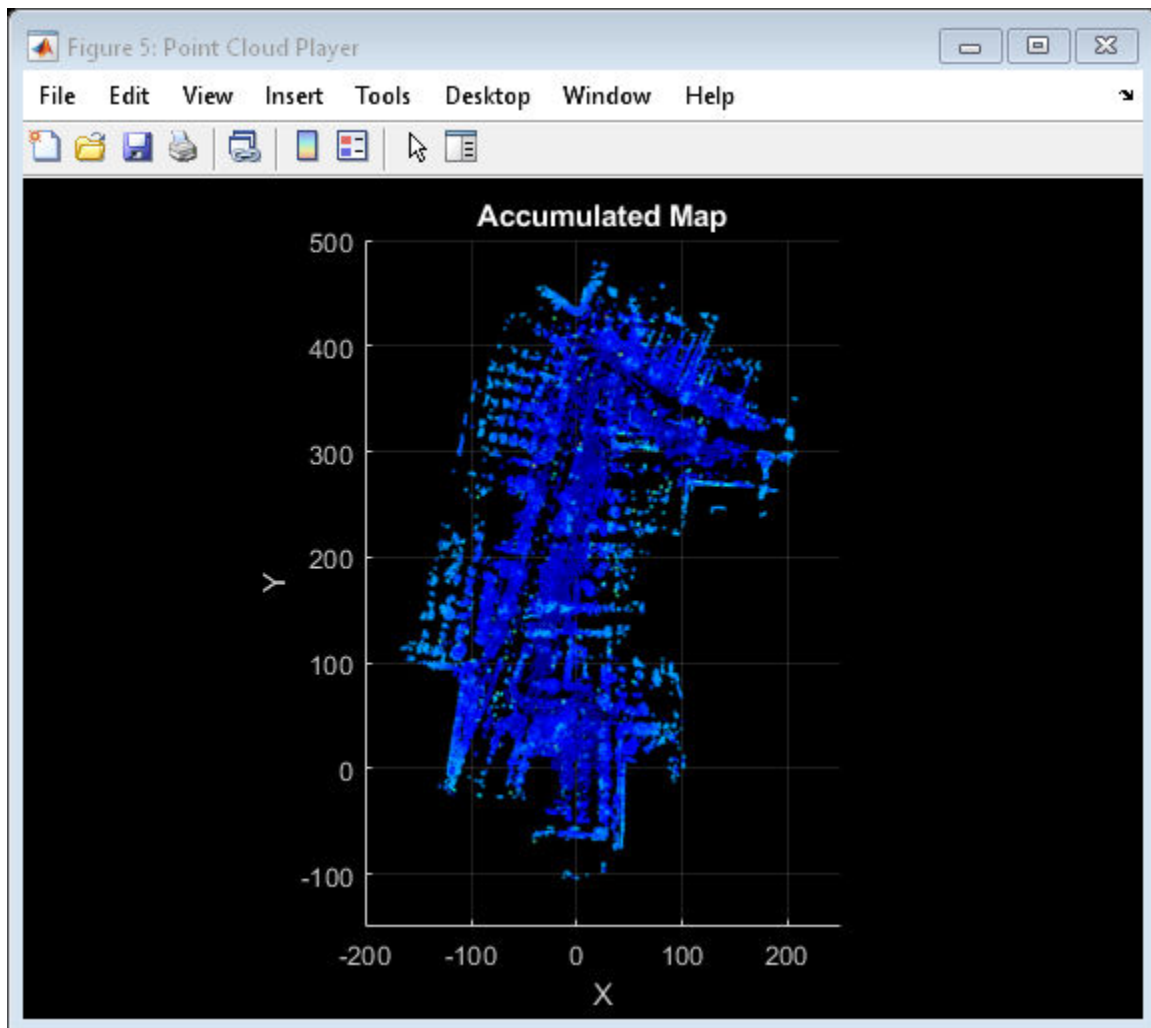 Figure 5: Point Cloud Player
File Edit View Insert Tools Desktop Window Help
Accumulated Map
500
400
300
200
Y
100
0
-100
-200 -100 0 100 200
X